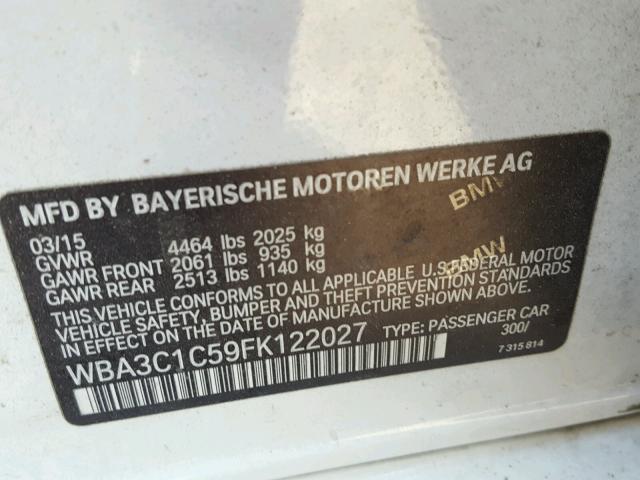 MFD BY BAYERISCHE MOTOREN WERKE AG
BMW
03/15
GVWR 4464 lbs 2025 kg
GAWR FRONT 2061 lbs 935 kg
GAWR REAR 2513 lbs 1140 kg
BMW
THIS VEHICLE CONFORMS TO ALL APPLICABLE U.S. FEDERAL MOTOR
VEHICLE SAFETY, BUMPER AND THEFT PREVENTION STANDARDS
IN EFFECT ON THE DATE OF MANUFACTURE SHOWN ABOVE.
WBA3C1C59FK122027 TYPE: PASSENGER CAR
300/
7 315 814